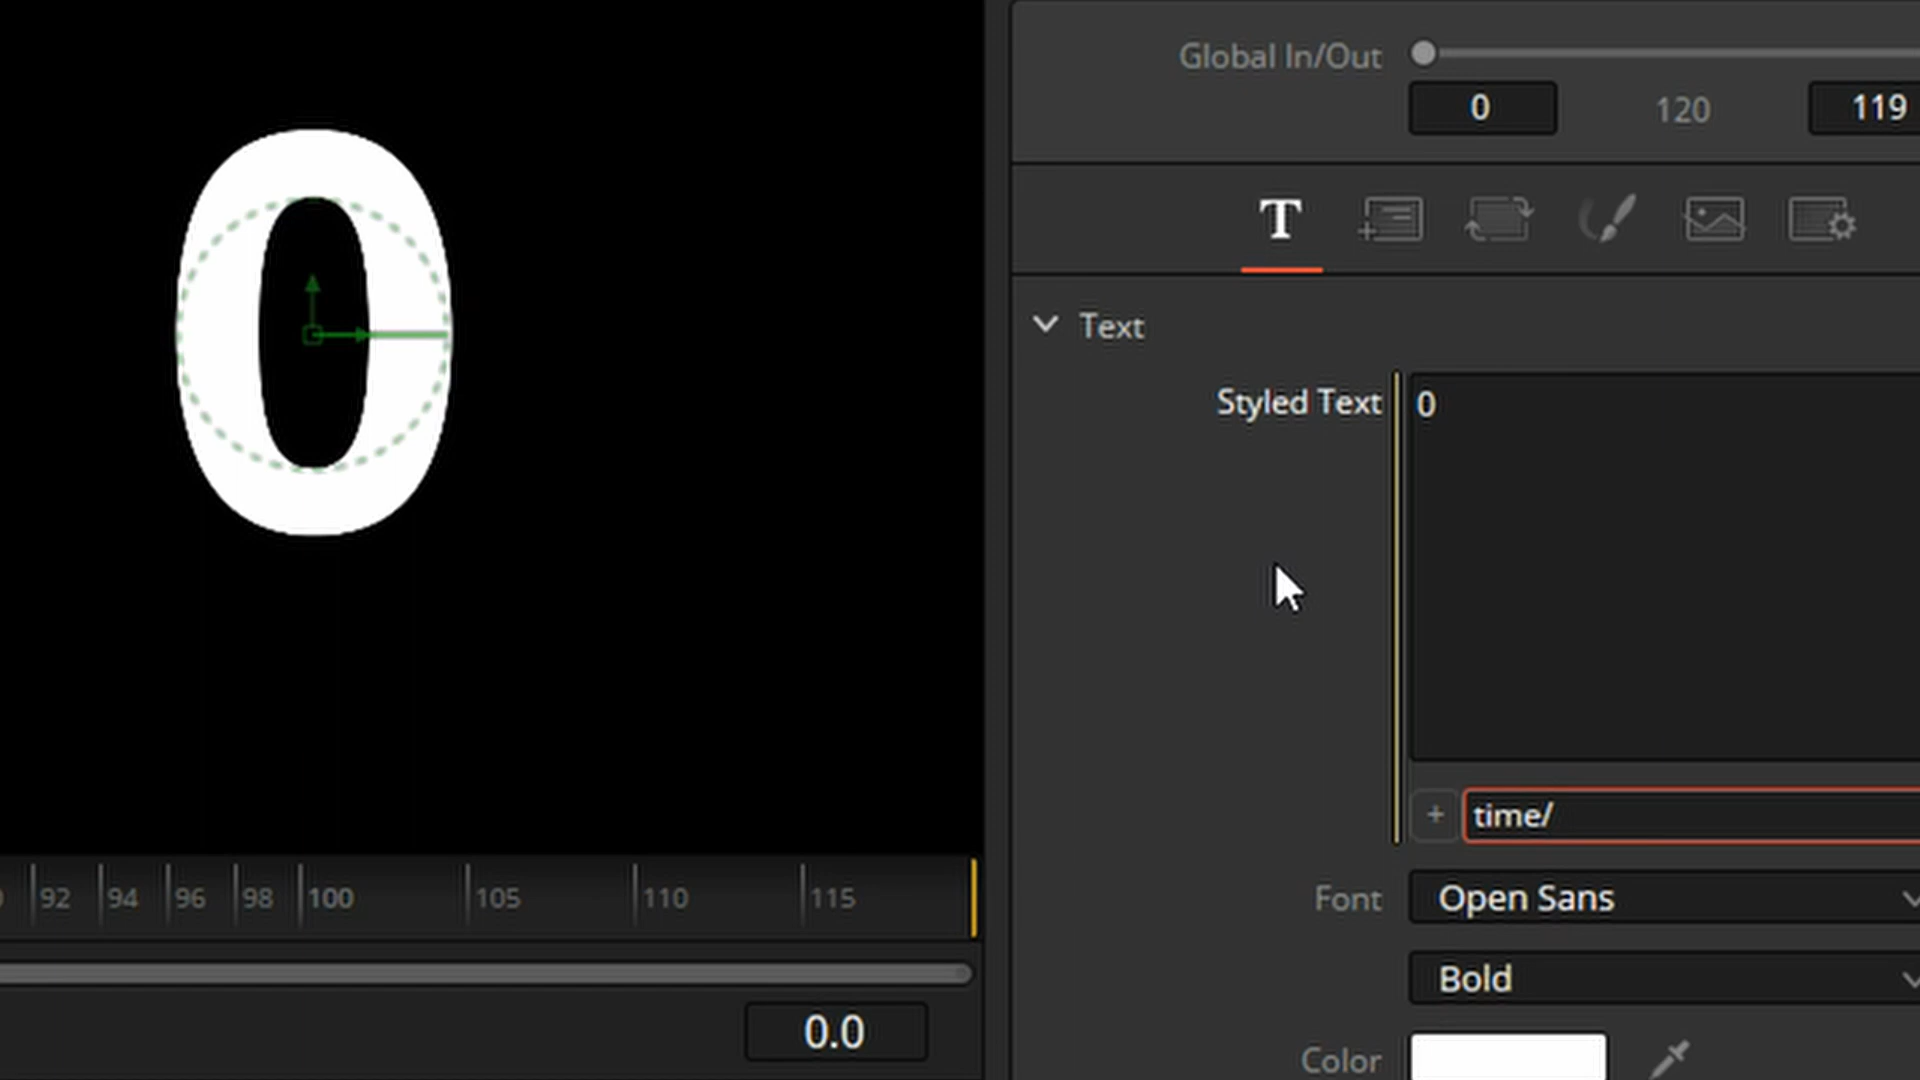 0
Global In/Out
0 120 119
T
Text
Styled Text 0
+ time/
Font Open Sans
Bold
Color
92 94 96 98 100 105 110 115
0.0